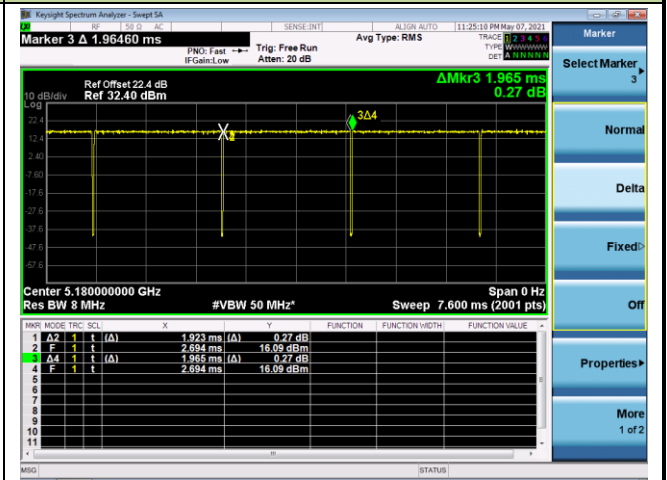 Keysight Spectrum Analyzer - Swept SA
RF 50 Ω AC SENSE:INT ALIGN AUTO 11:25:10 PM May 07, 2021
Marker 3 Δ 1.96460 ms
PNO: Fast Trig: Free Run Avg Type: RMS TRACE 1 2 3 4 5 6
IFGain:Low Atten: 20 dB TYPE W
DET A N N N N N
Ref Offset 22.4 dB
10 dB/div Ref 32.40 dBm
ΔMkr3 1.965 ms
0.27 dB
Log
22.4
12.4
2.40
-7.60
-17.6
-27.6
-37.6
-47.6
-57.6
3Δ4
Center 5.180000000 GHz Span 0 Hz
Res BW 8 MHz #VBW 50 MHz* Sweep 7.600 ms (2001 pts)
MKR MODE TRC SCL X Y FUNCTION FUNCTION WIDTH FUNCTION VALUE
1 Δ2 1 t (Δ) 1.923 ms (Δ) 0.27 dB
2 F 1 t 2.694 ms 16.09 dBm
3 Δ4 1 t (Δ) 1.965 ms (Δ) 0.27 dB
4 F 1 t 2.694 ms 16.09 dBm
5
6
7
8
9
10
11
MSG STATUS
Marker
Select Marker
3
Normal
Delta
Fixed
Off
Properties
More
1 of 2